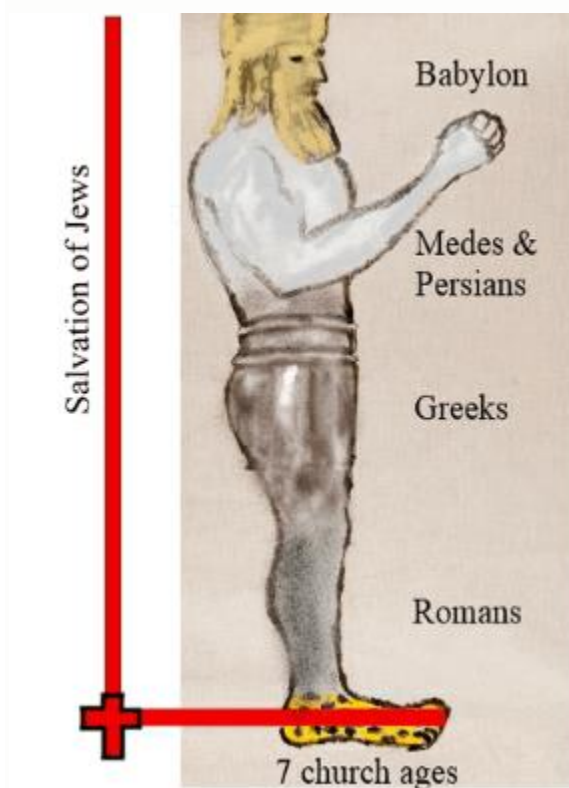 Babylon
Salvation of Jews
Medes &
Persians
Greeks
Romans
7 church ages